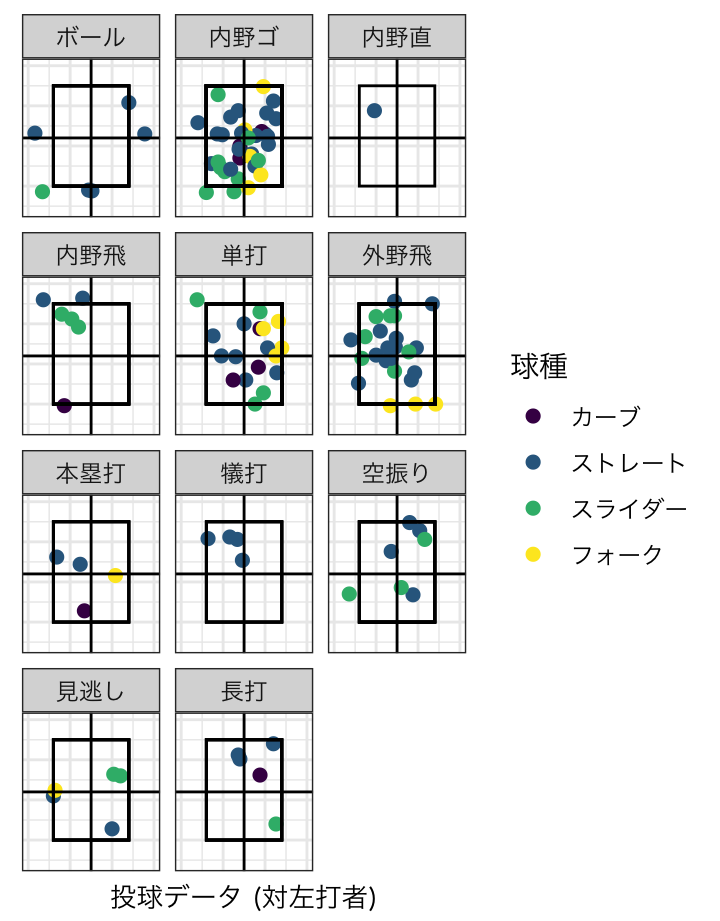 ボール
内野ゴ
内野直
内野飛
単打
外野飛
本塁打
犠打
空振り
見逃し
長打
球種
カーブ
ストレート
スライダー
フォーク
投球データ (対左打者)